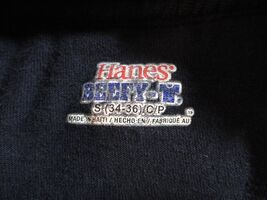 Hanes®
BEEFY-T®
S (34-36) C/P
MADE IN HAITI / HECHO EN / FABRIQUÉ AU